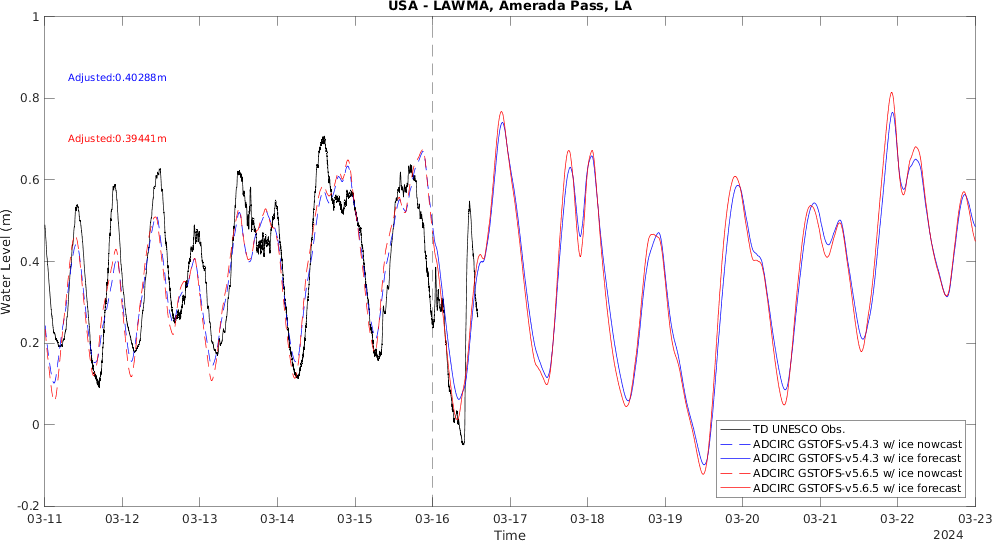 USA - LAWMA, Amerada Pass, LA
1
0.8
0.6
0.4
0.2
0
-0.2
Water Level (m)
Adjusted:0.40288m
Adjusted:0.39441m
TD UNESCO Obs.
ADCIRC GSTOFS-v5.4.3 w/ ice nowcast
ADCIRC GSTOFS-v5.4.3 w/ ice forecast
ADCIRC GSTOFS-v5.6.5 w/ ice nowcast
ADCIRC GSTOFS-v5.6.5 w/ ice forecast
03-11 03-12 03-13 03-14 03-15 03-16 03-17 03-18 03-19 03-20 03-21 03-22 03-23
Time
2024